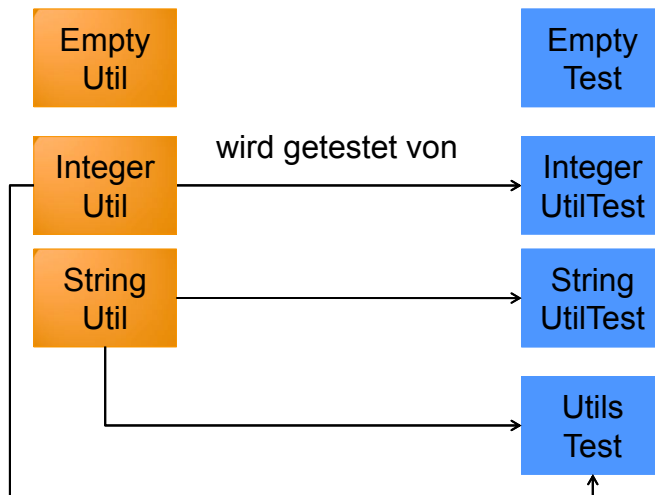 Empty
Util
Empty
Test
wird getestet von
Integer
Util
Integer
UtilTest
String
Util
String
UtilTest
Utils
Test